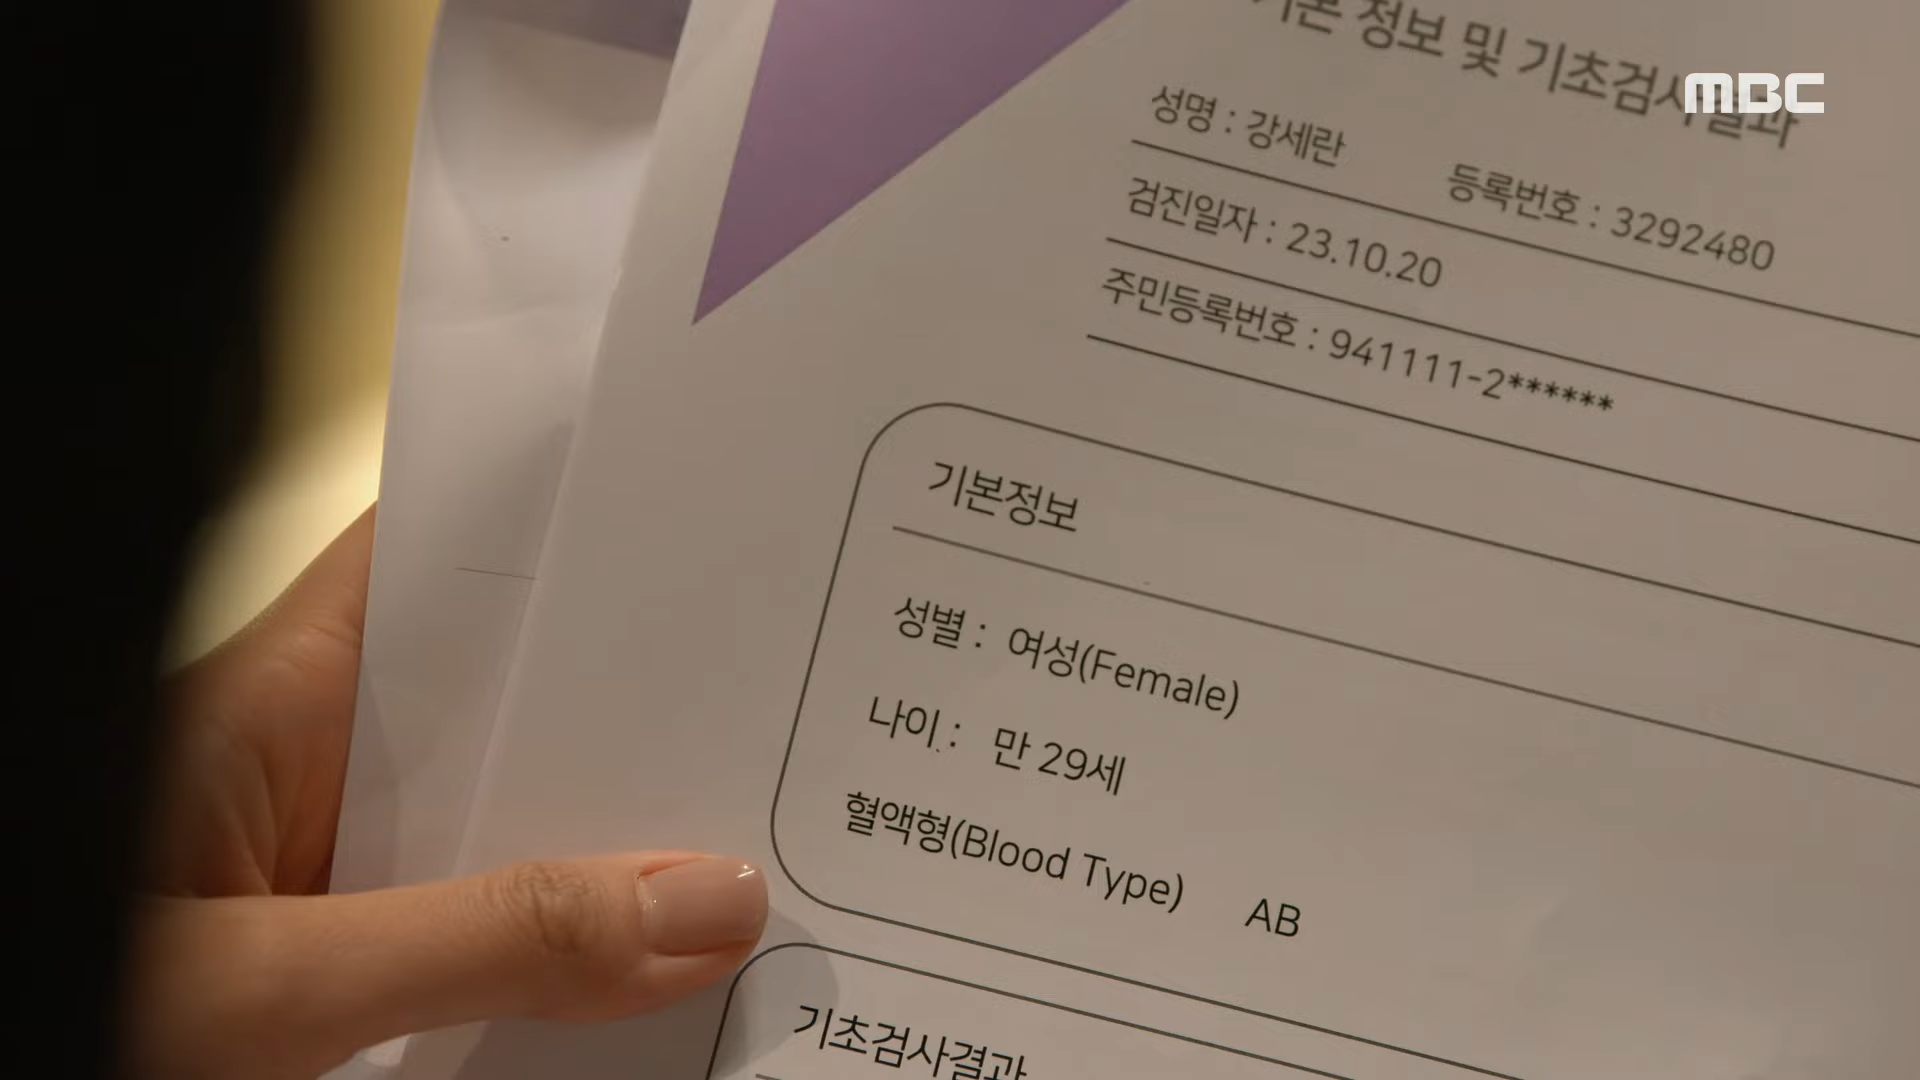 기본 정보 및 기초검사결과
MBC
성명 : 강세란 등록번호 : 3292480
검진일자 : 23.10.20
주민등록번호 : 941111-2******
기본정보
성별 : 여성(Female)
나이 : 만 29세
혈액형(Blood Type) AB
기초검사결과